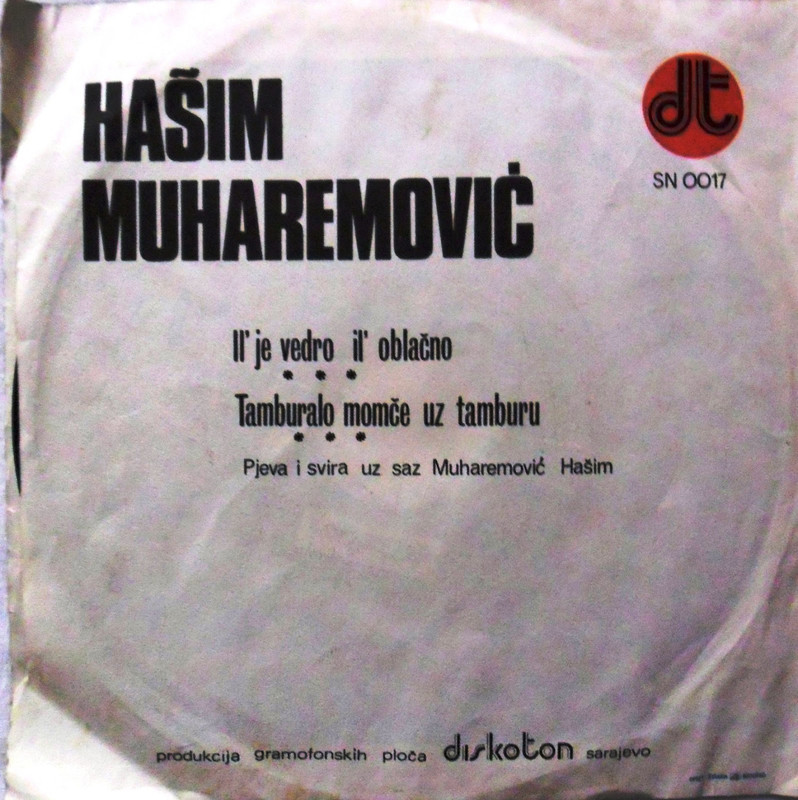 HAŠIM
MUHAREMOVIĆ
dt
SN 0017
Il' je vedro il' oblačno
* * *
Tamburalo momče uz tamburu
* * *
Pjeva i svira uz saz Muharemović Hašim
produkcija gramofonskih ploča diskoton sarajevo